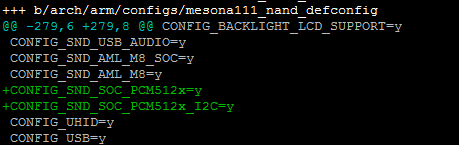 +++ b/arch/arm/configs/mesona111_nand_defconfig
@@ -279,6 +279,8 @@ CONFIG_BACKLIGHT_LCD_SUPPORT=y
 CONFIG_SND_USB_AUDIO=y
 CONFIG_SND_AML_M8_SOC=y
 CONFIG_SND_AML_M8=y
+CONFIG_SND_SOC_PCM512x=y
+CONFIG_SND_SOC_PCM512x_I2C=y
 CONFIG_UHID=y
 CONFIG_USB=y